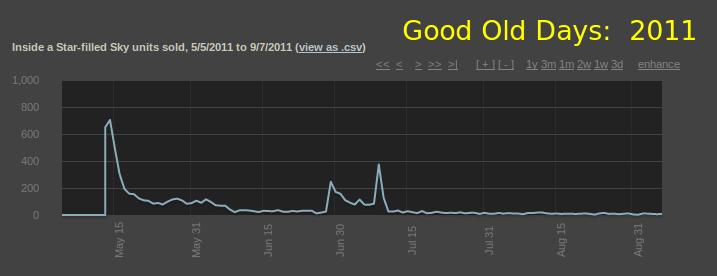 Good Old Days: 2011
Inside a Star-filled Sky units sold, 5/5/2011 to 9/7/2011 (view as .csv)
<< < > >> >| [ + ] [ - ] 1y 3m 1m 2w 1w 3d enhance
1,000
800
600
400
200
0
May 15
May 31
Jun 15
Jun 30
Jul 15
Jul 31
Aug 15
Aug 31